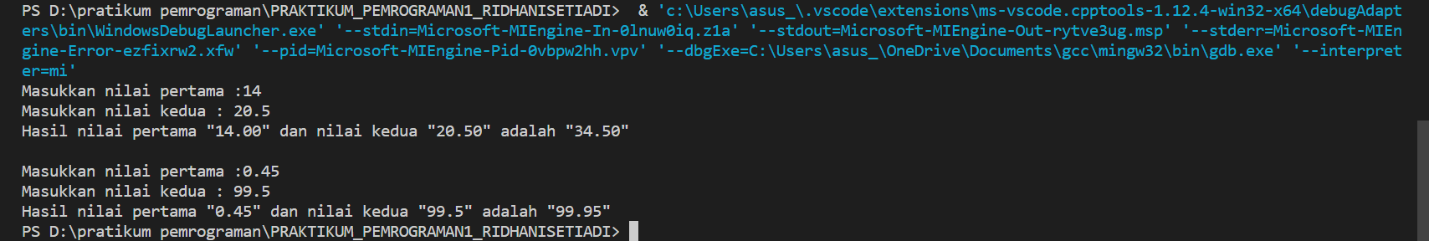 PS D:\pratikum pemrograman\PRAKTIKUM_PEMROGRAMAN1_RIDHANISETIADI>  & 'c:\Users\asus_\.vscode\extensions\ms-vscode.cpptools-1.12.4-win32-x64\debugAdapt
ers\bin\WindowsDebugLauncher.exe' '--stdin=Microsoft-MIEngine-In-0lnuw0iq.z1a' '--stdout=Microsoft-MIEngine-Out-rytve3ug.msp' '--stderr=Microsoft-MIEn
gine-Error-ezfixrw2.xfw' '--pid=Microsoft-MIEngine-Pid-0vbpw2hh.vpv' '--dbgExe=C:\Users\asus_\OneDrive\Documents\gcc\mingw32\bin\gdb.exe' '--interpret
er=mi'
Masukkan nilai pertama :14
Masukkan nilai kedua : 20.5
Hasil nilai pertama "14.00" dan nilai kedua "20.50" adalah "34.50"
Masukkan nilai pertama :0.45
Masukkan nilai kedua : 99.5
Hasil nilai pertama "0.45" dan nilai kedua "99.5" adalah "99.95"
PS D:\pratikum pemrograman\PRAKTIKUM_PEMROGRAMAN1_RIDHANISETIADI>